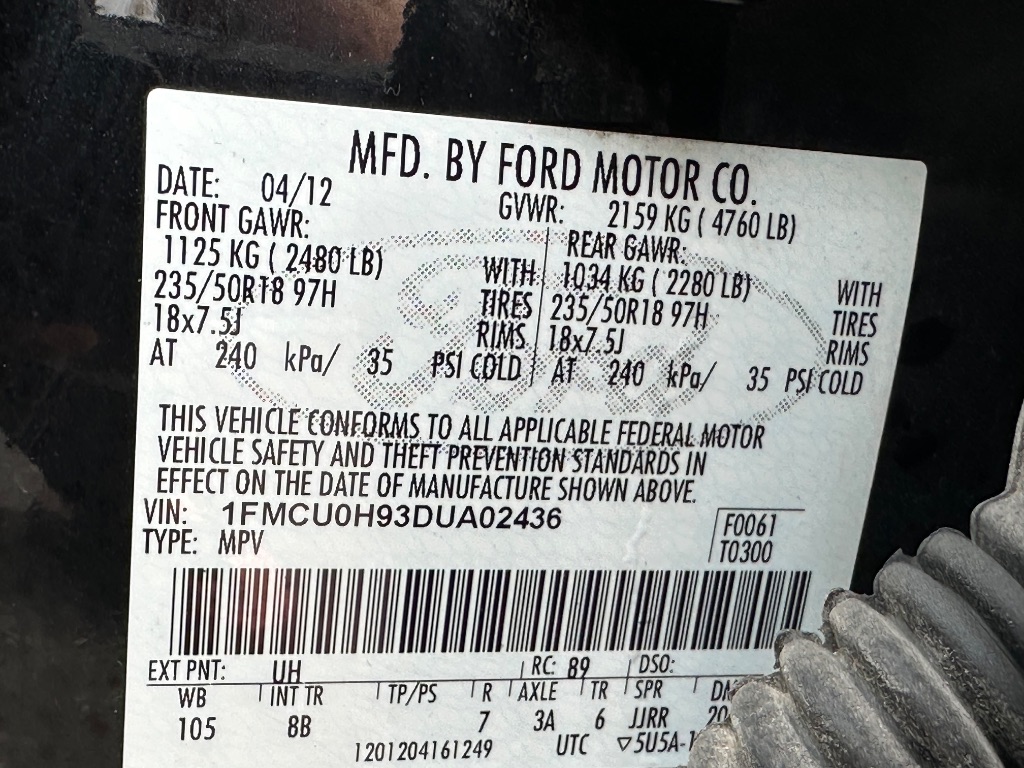 MFD. BY FORD MOTOR CO.
DATE: 04/12 GVWR: 2159 KG ( 4760 LB)
FRONT GAWR: REAR GAWR:
1125 KG ( 2480 LB) WITH 1034 KG ( 2280 LB) WITH
235/50R18 97H TIRES 235/50R18 97H TIRES
18x7.5J RIMS 18x7.5J RIMS
AT 240 kPa/ 35 PSI COLD AT 240 kPa/ 35 PSI COLD
THIS VEHICLE CONFORMS TO ALL APPLICABLE FEDERAL MOTOR
VEHICLE SAFETY AND THEFT PREVENTION STANDARDS IN
EFFECT ON THE DATE OF MANUFACTURE SHOWN ABOVE.
VIN: 1FMCU0H93DUA02436 F0061
TYPE: MPV T0300
EXT PNT: UH RC: 89 DSO:
WB INT TR TP/PS R AXLE TR SPR
105 8B 7 3A 6 JJRR
1201204161249 UTC ▽5U5A-